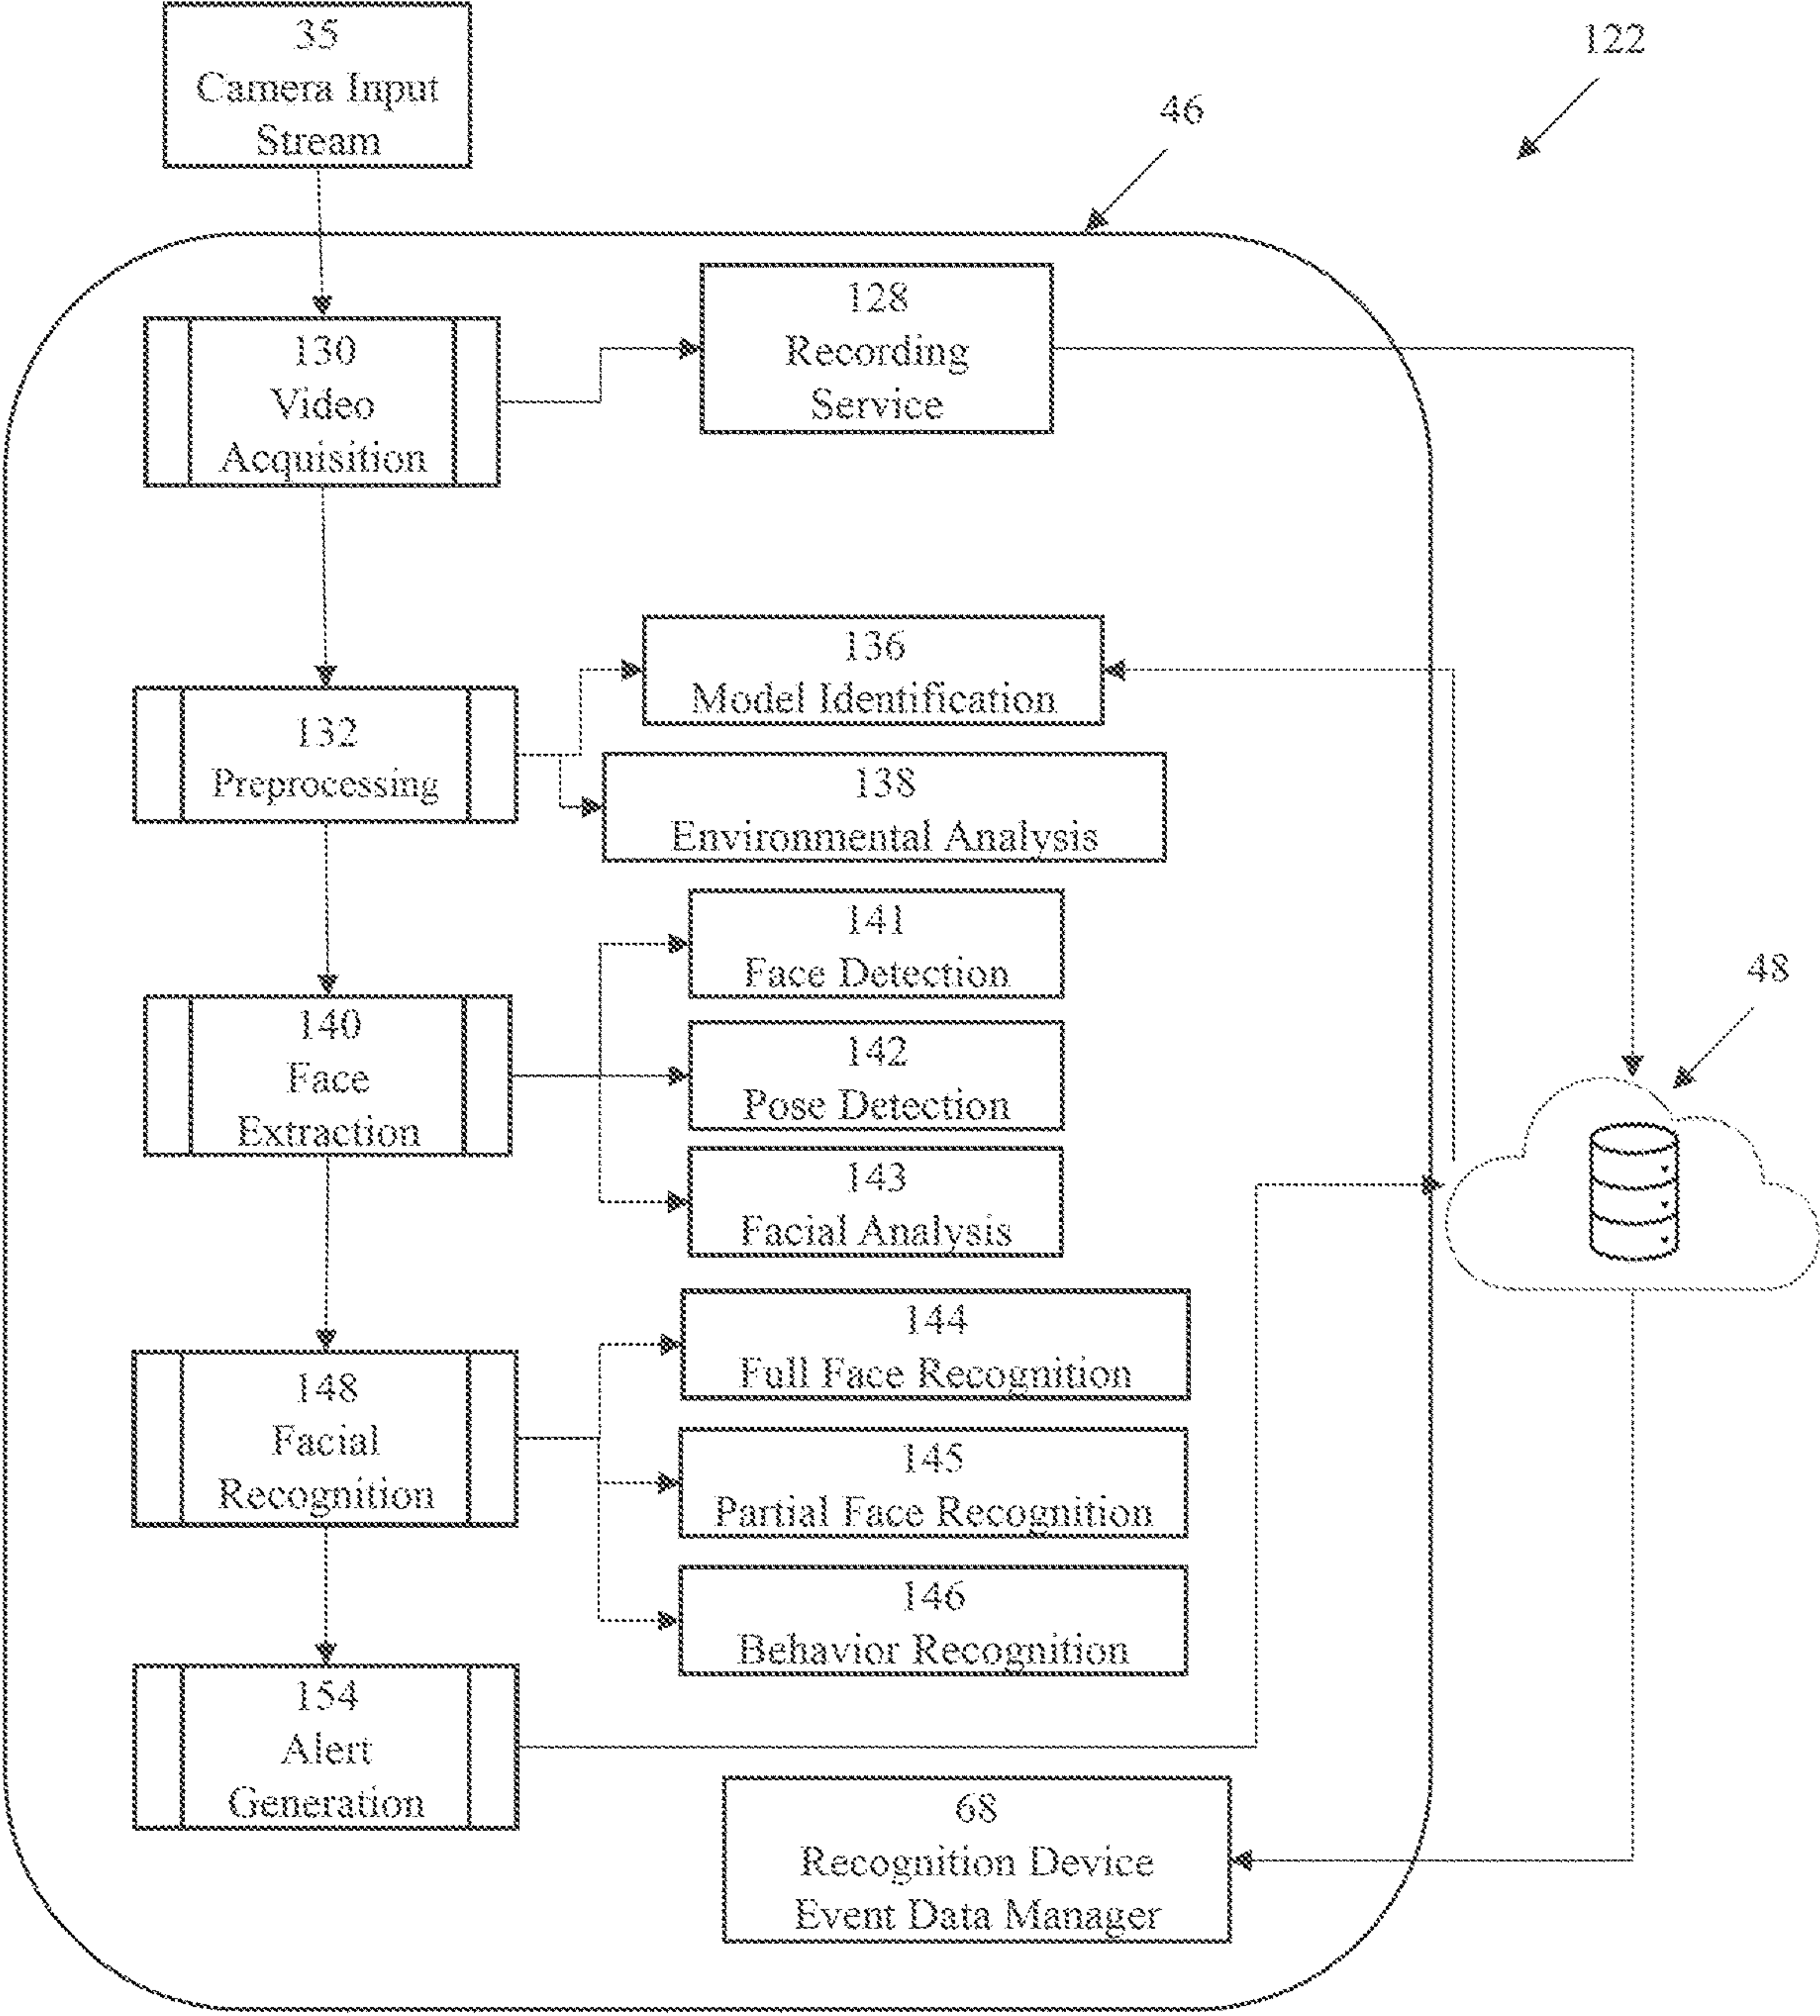 35
Camera Input
Stream
122
46
130
Video
Acquisition
128
Recording
Service
132
Preprocessing
136
Model Identification
138
Environmental Analysis
140
Face
Extraction
141
Face Detection
142
Pose Detection
143
Facial Analysis
48
148
Facial
Recognition
144
Full Face Recognition
145
Partial Face Recognition
146
Behavior Recognition
154
Alert
Generation
68
Recognition Device
Event Data Manager